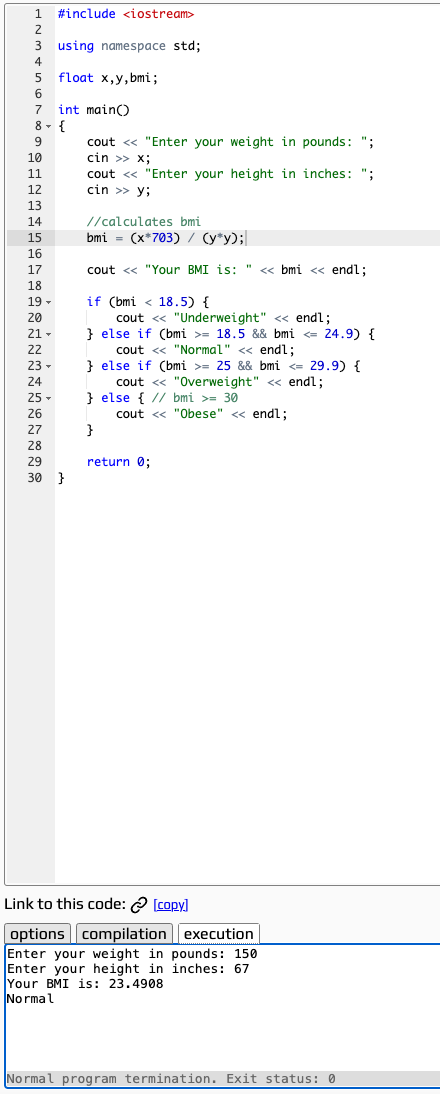 1 #include <iostream>
2
3 using namespace std;
4
5 float x,y,bmi;
6
7 int main()
8 {
9     cout << "Enter your weight in pounds: ";
10     cin >> x;
11     cout << "Enter your height in inches: ";
12     cin >> y;
13
14     //calculates bmi
15     bmi = (x*703) / (y*y);
16
17     cout << "Your BMI is: " << bmi << endl;
18
19     if (bmi < 18.5) {
20         cout << "Underweight" << endl;
21     } else if (bmi >= 18.5 && bmi <= 24.9) {
22         cout << "Normal" << endl;
23     } else if (bmi >= 25 && bmi <= 29.9) {
24         cout << "Overweight" << endl;
25     } else { // bmi >= 30
26         cout << "Obese" << endl;
27     }
28
29     return 0;
30 }
Link to this code: [copy]
options compilation execution
Enter your weight in pounds: 150
Enter your height in inches: 67
Your BMI is: 23.4908
Normal
Normal program termination. Exit status: 0